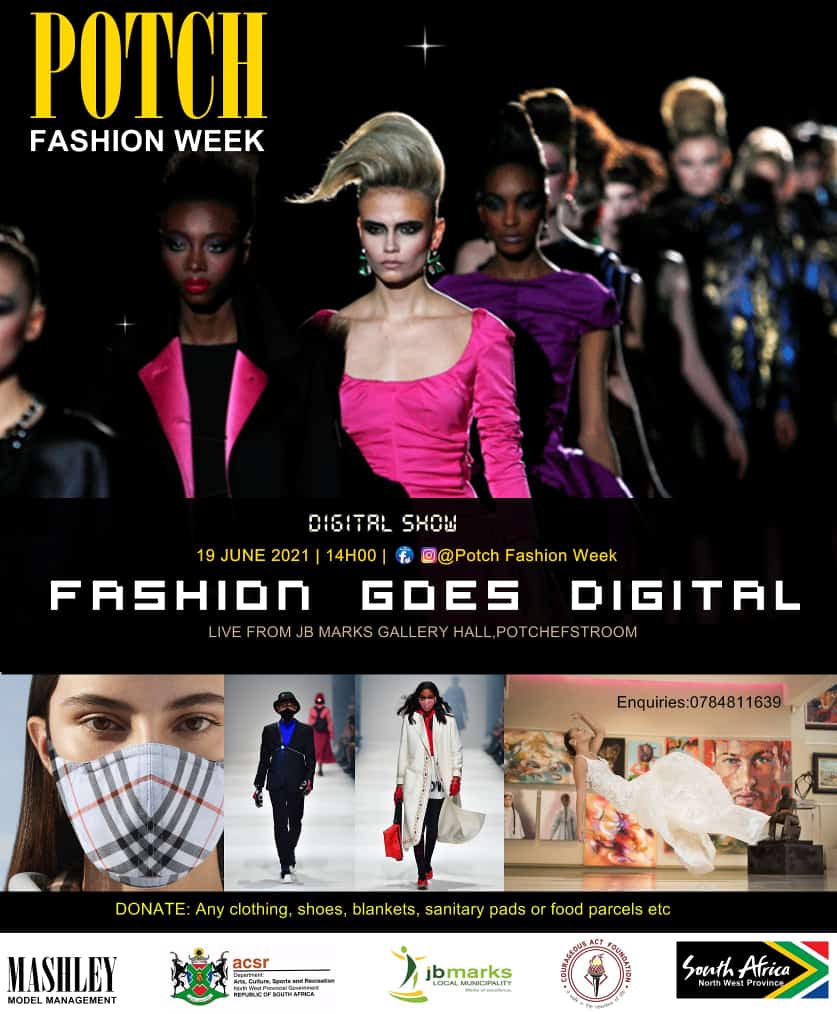 POTCH
FASHION WEEK
DIGITAL SHOW
19 JUNE 2021 | 14H00 | @Potch Fashion Week
FASHION GOES DIGITAL
LIVE FROM JB MARKS GALLERY HALL,POTCHEFSTROOM
Enquiries:0784811639
DONATE: Any clothing, shoes, blankets, sanitary pads or food parcels etc
MASHLEY
MODEL MANAGEMENT
acsr
Department:
Arts, Culture, Sports and Recreation
North West Provincial Government
REPUBLIC OF SOUTH AFRICA
jbmarks
LOCAL MUNICIPALITY
COURAGEOUS ACT FOUNDATION
South Africa
North West Province